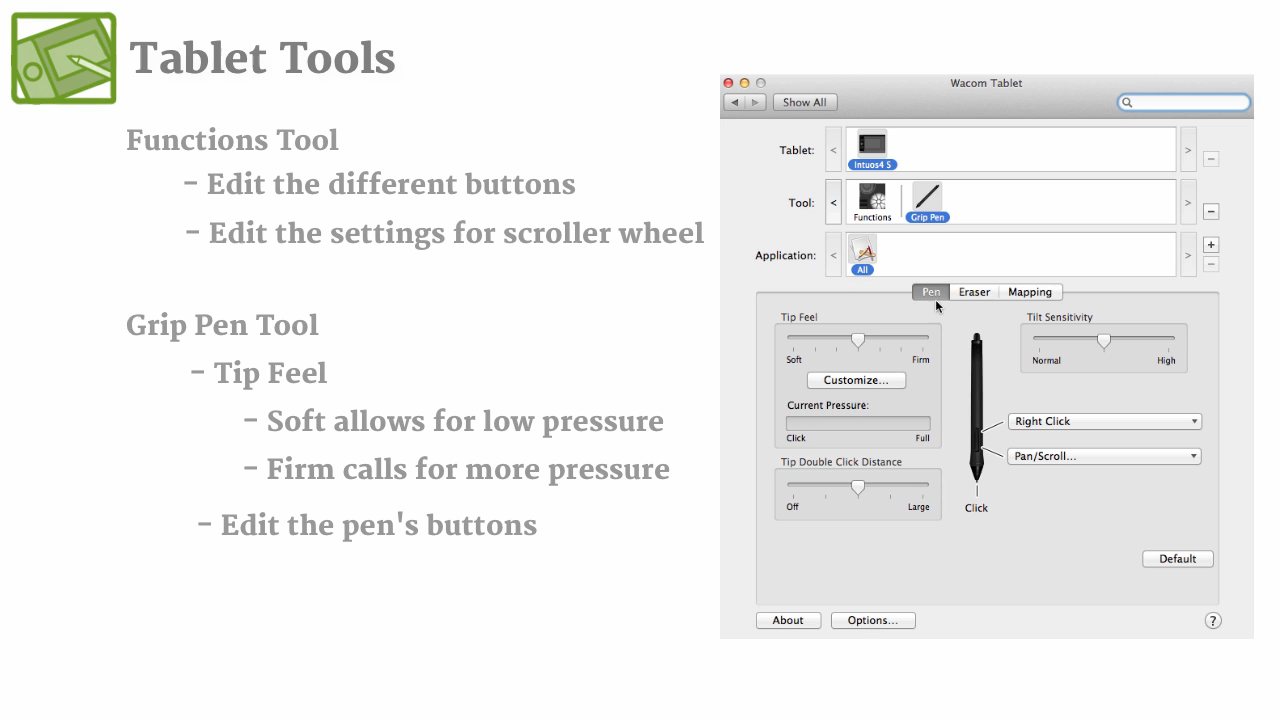 Tablet Tools
Functions Tool
- Edit the different buttons
- Edit the settings for scroller wheel
Grip Pen Tool
- Tip Feel
- Soft allows for low pressure
- Firm calls for more pressure
- Edit the pen's buttons
Wacom Tablet
Show All
Tablet:
Intuos4 S
Tool:
Functions
Grip Pen
Application:
All
Pen Eraser Mapping
Tip Feel
Soft Firm
Customize...
Current Pressure:
Click Full
Tip Double Click Distance
Off Large
Tilt Sensitivity
Normal High
Right Click
Pan/Scroll...
Click
Default
About Options... ?